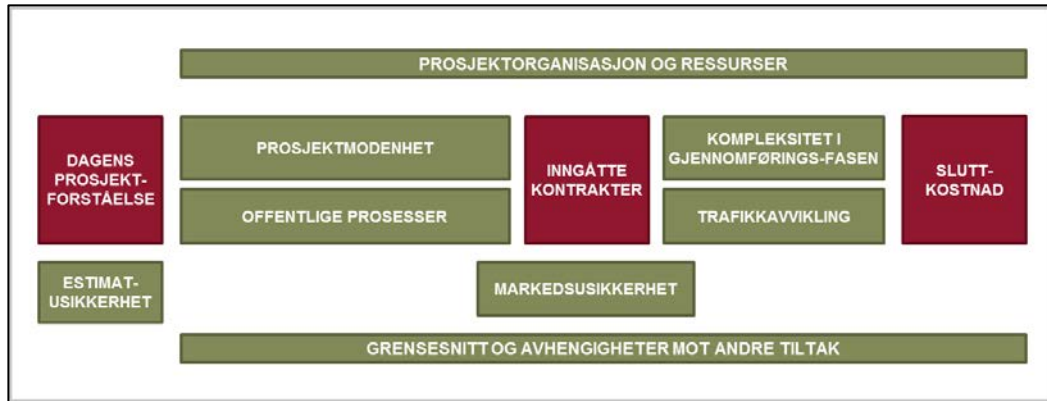 PROSJEKTORGANISASJON OG RESSURSER
DAGENS
PROSJEKT-
FORSTÅELSE
PROSJEKTMODENHET
OFFENTLIGE PROSESSER
INNGÅTTE
KONTRAKTER
KOMPLEKSITET I
GJENNOMFØRINGS-FASEN
TRAFIKKAVVIKLING
SLUTT-
KOSTNAD
ESTIMAT-
USIKKERHET
MARKEDSUSIKKERHET
GRENSESNITT OG AVHENGIGHETER MOT ANDRE TILTAK